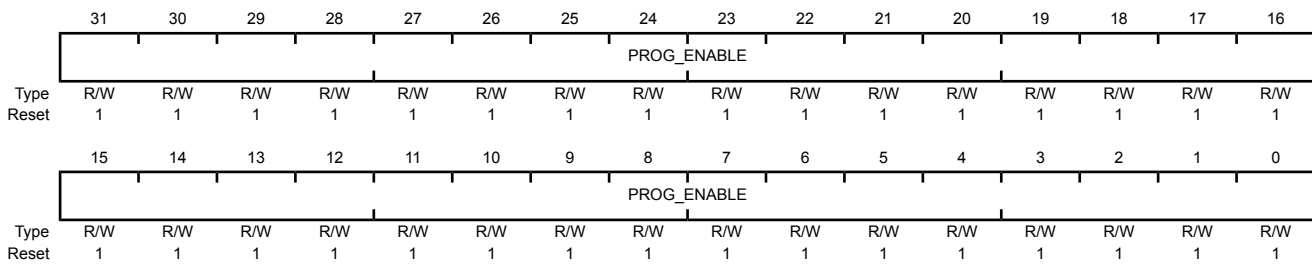 31 30 29 28 27 26 25 24 23 22 21 20 19 18 17 16
PROG_ENABLE
Type R/W R/W R/W R/W R/W R/W R/W R/W R/W R/W R/W R/W R/W R/W R/W R/W
Reset 1 1 1 1 1 1 1 1 1 1 1 1 1 1 1 1
15 14 13 12 11 10 9 8 7 6 5 4 3 2 1 0
PROG_ENABLE
Type R/W R/W R/W R/W R/W R/W R/W R/W R/W R/W R/W R/W R/W R/W R/W R/W
Reset 1 1 1 1 1 1 1 1 1 1 1 1 1 1 1 1